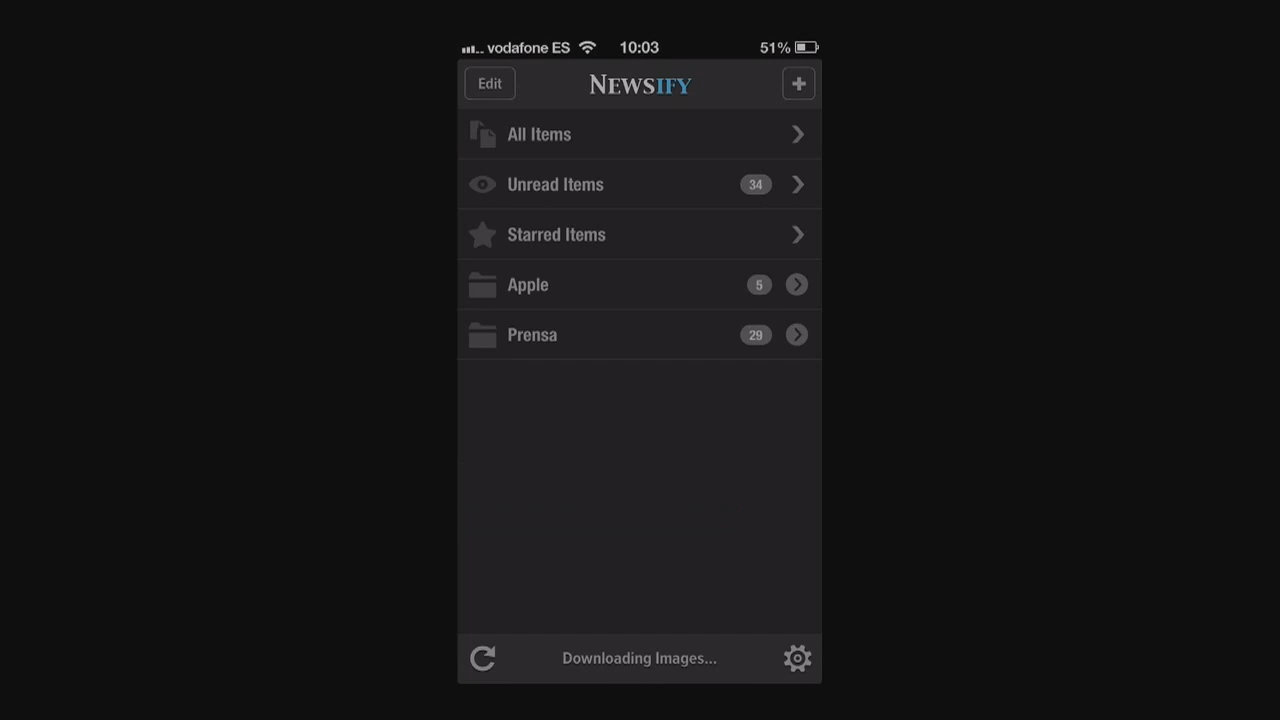 vodafone ES 10:03 51%
Edit NEWSIFY
All Items
Unread Items 34
Starred Items
Apple 5
Prensa 29
Downloading Images...